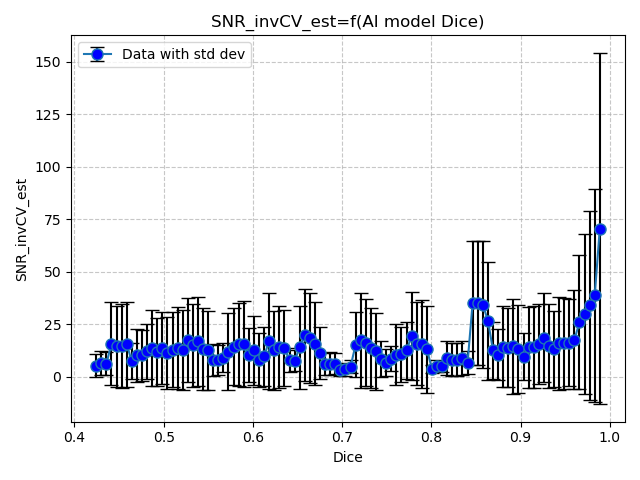 SNR_invCV_est=f(AI model Dice)
Data with std dev
SNR_invCV_est
150
125
100
75
50
25
0
0.4 0.5 0.6 0.7 0.8 0.9 1.0
Dice